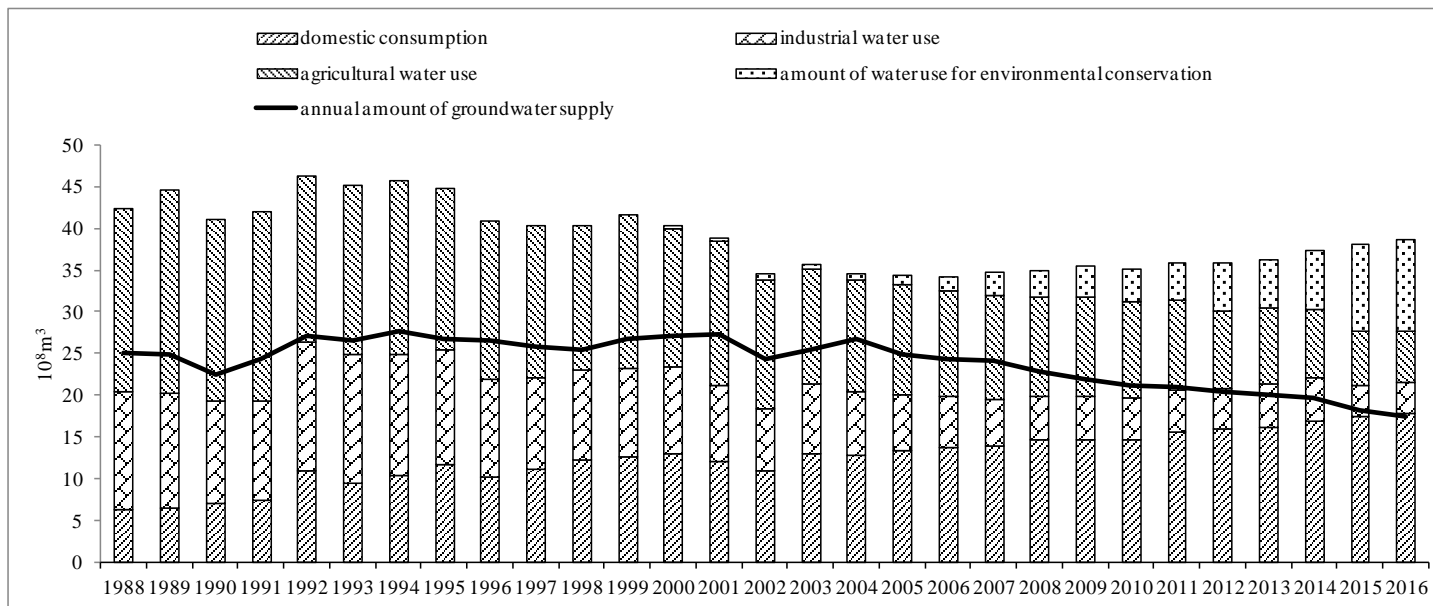 domestic consumption
industrial water use
agricultural water use
amount of water use for environmental conservation
annual amount of groundwater supply
50
45
40
35
30
25
20
15
10
5
0
10⁸m³
1988 1989 1990 1991 1992 1993 1994 1995 1996 1997 1998 1999 2000 2001 2002 2003 2004 2005 2006 2007 2008 2009 2010 2011 2012 2013 2014 2015 2016